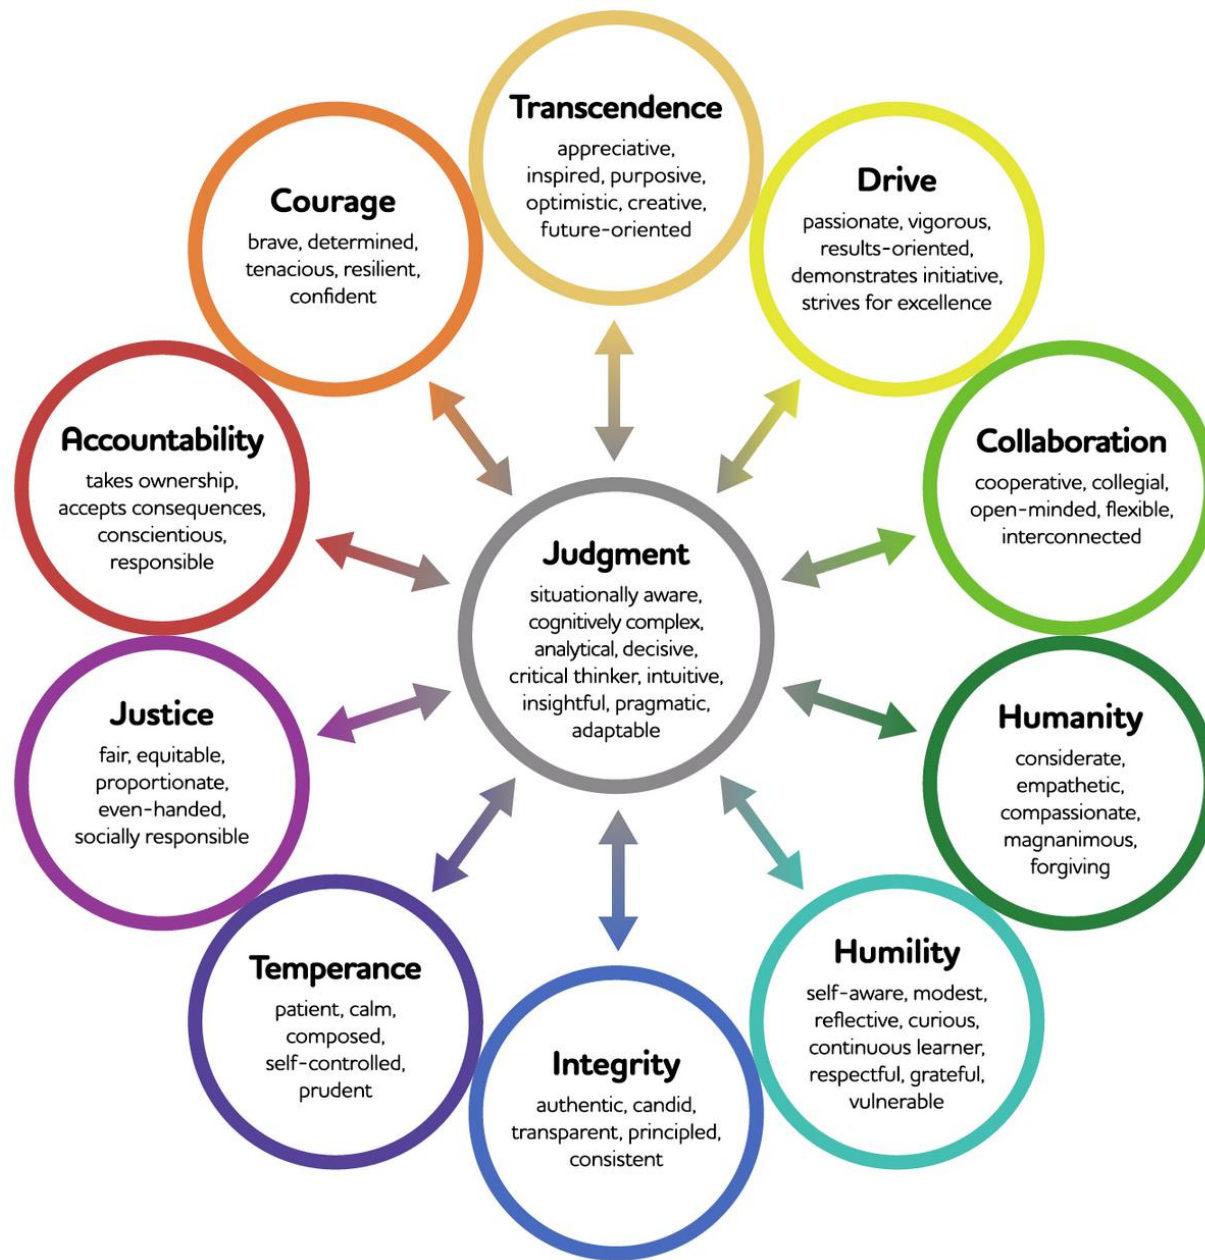 Transcendence
appreciative,
inspired, purposive,
optimistic, creative,
future-oriented
Drive
passionate, vigorous,
results-oriented,
demonstrates initiative,
strives for excellence
Collaboration
cooperative, collegial,
open-minded, flexible,
interconnected
Humanity
considerate,
empathetic,
compassionate,
magnanimous,
forgiving
Humility
self-aware, modest,
reflective, curious,
continuous learner,
respectful, grateful,
vulnerable
Integrity
authentic, candid,
transparent, principled,
consistent
Temperance
patient, calm,
composed,
self-controlled,
prudent
Justice
fair, equitable,
proportionate,
even-handed,
socially responsible
Accountability
takes ownership,
accepts consequences,
conscientious,
responsible
Courage
brave, determined,
tenacious, resilient,
confident
Judgment
situationally aware,
cognitively complex,
analytical, decisive,
critical thinker, intuitive,
insightful, pragmatic,
adaptable